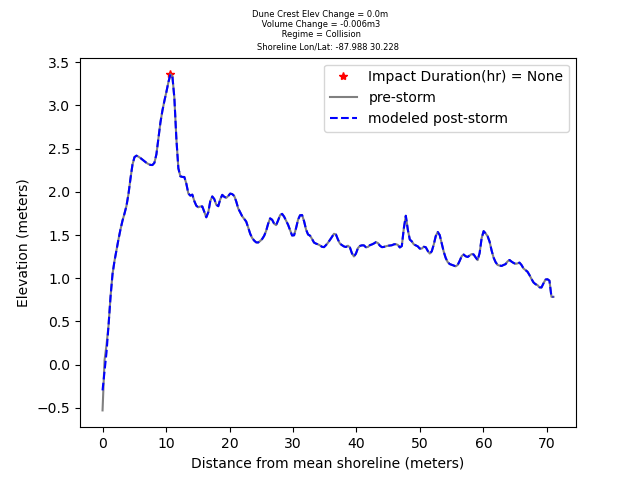 Dune Crest Elev Change = 0.0m
Volume Change = -0.006m3
Regime = Collision
Shoreline Lon/Lat: -87.988 30.228
Impact Duration(hr) = None
pre-storm
modeled post-storm
Elevation (meters)
3.5
3.0
2.5
2.0
1.5
1.0
0.5
0.0
−0.5
0 10 20 30 40 50 60 70
Distance from mean shoreline (meters)